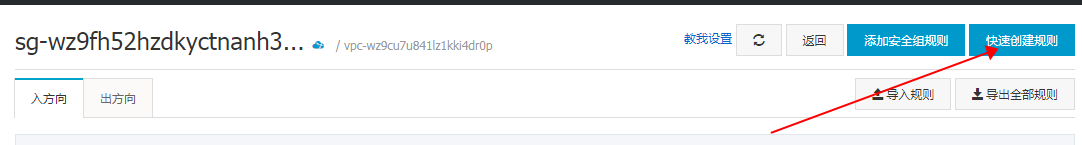 sg-wz9fh52hzdkyctnanh3... / vpc-wz9cu7u841lz1kki4dr0p 教我设置 返回 添加安全组规则 快速创建规则
入方向 出方向 导入规则 导出全部规则